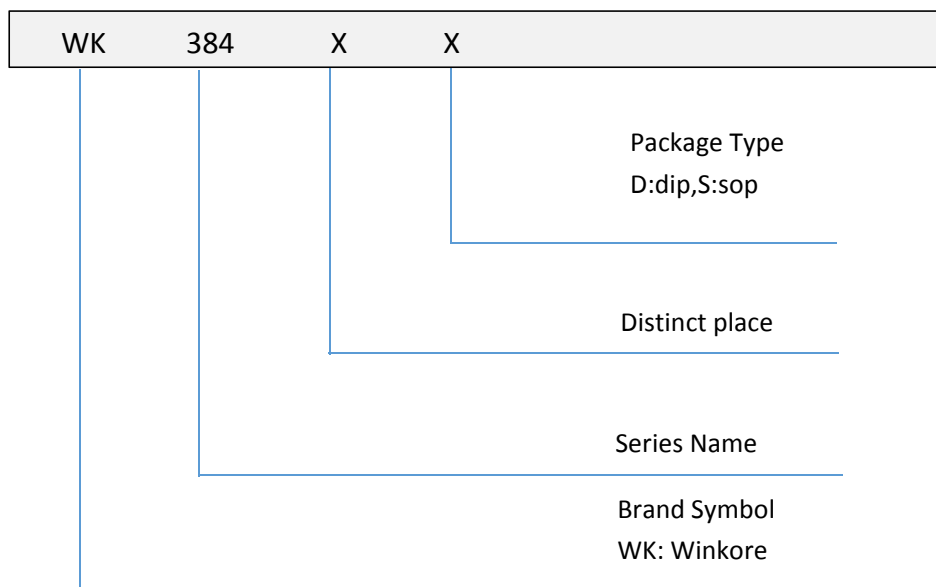 WK 384 X X
Package Type
D:dip,S:sop
Distinct place
Series Name
Brand Symbol
WK: Winkore